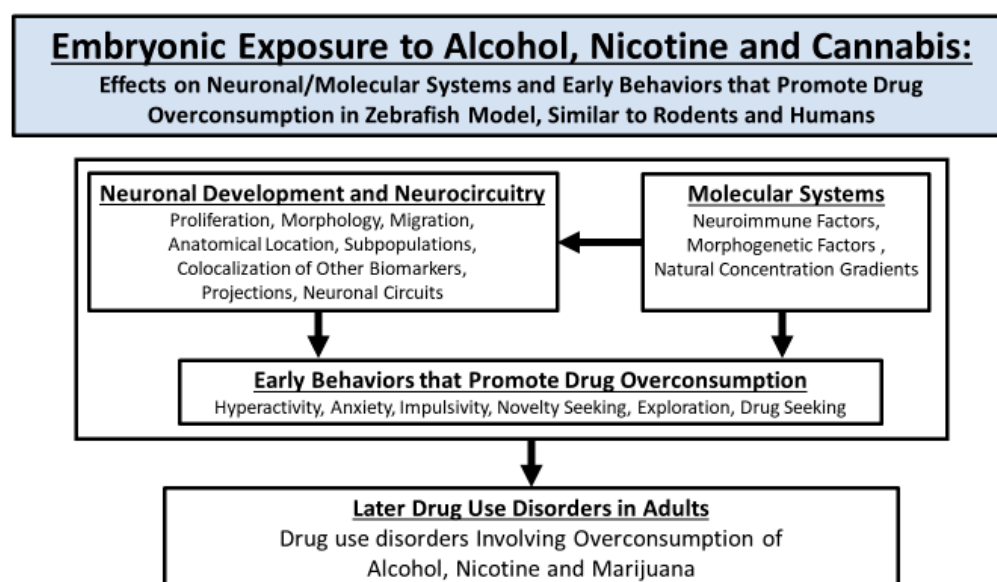 Embryonic Exposure to Alcohol, Nicotine and Cannabis:
Effects on Neuronal/Molecular Systems and Early Behaviors that Promote Drug
Overconsumption in Zebrafish Model, Similar to Rodents and Humans
Neuronal Development and Neurocircuitry
Proliferation, Morphology, Migration,
Anatomical Location, Subpopulations,
Colocalization of Other Biomarkers,
Projections, Neuronal Circuits
Molecular Systems
Neuroimmune Factors,
Morphogenetic Factors ,
Natural Concentration Gradients
Early Behaviors that Promote Drug Overconsumption
Hyperactivity, Anxiety, Impulsivity, Novelty Seeking, Exploration, Drug Seeking
Later Drug Use Disorders in Adults
Drug use disorders Involving Overconsumption of
Alcohol, Nicotine and Marijuana